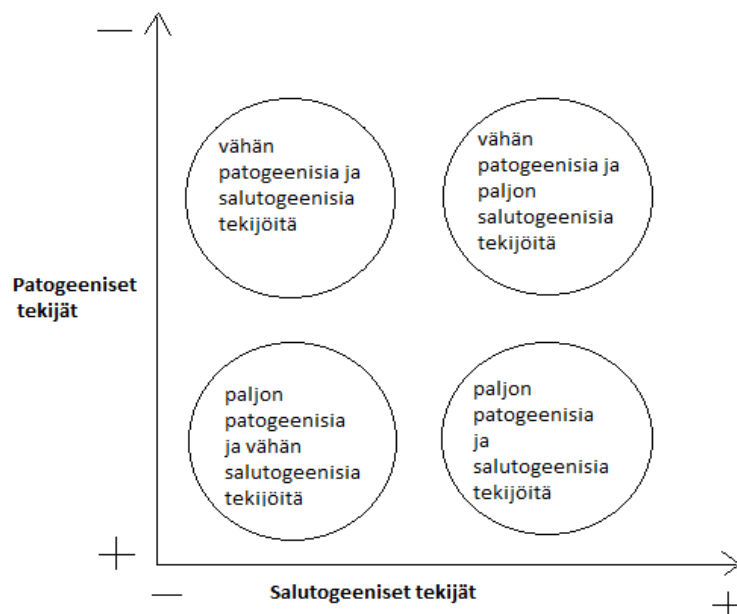 —
vähän
patogeenisia ja
salutogeenisia
tekijöitä
vähän
patogeenisia ja
paljon
salutogeenisia
tekijöitä
Patogeeniset
tekijät
paljon
patogeenisia
ja vähän
salutogeenisia
tekijöitä
paljon
patogeenisia
ja
salutogeenisia
tekijöitä
+
—
Salutogeeniset tekijät
+